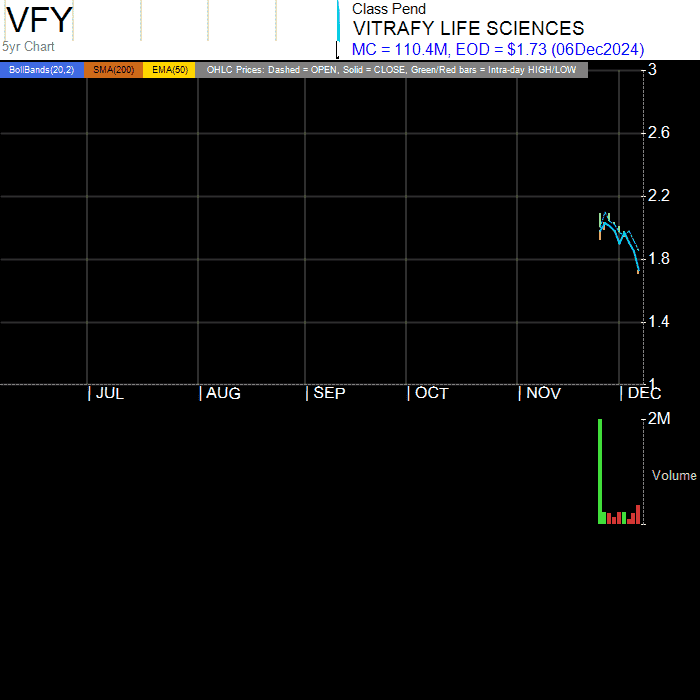 VFY
5yr Chart
Class Pend
VITRAFY LIFE SCIENCES
MC = 110.4M, EOD = $1.73 (06Dec2024)
BollBands(20,2) SMA(200) EMA(50) OHLC Prices: Dashed = OPEN, Solid = CLOSE, Green/Red bars = Intra-day HIGH/LOW
3
2.6
2.2
1.8
1.4
1
| JUL | AUG | SEP | OCT | NOV | DEC
2M
Volume